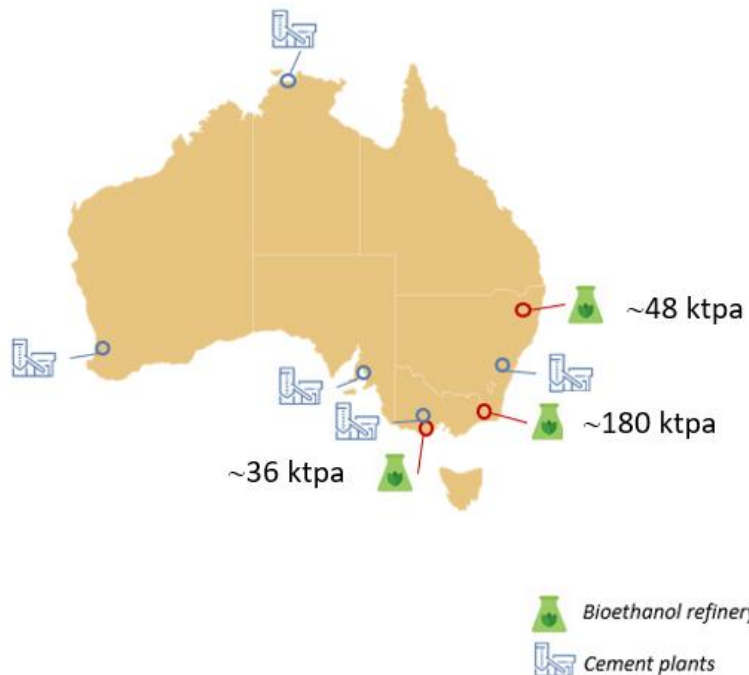 ~48 ktpa
~180 ktpa
~36 ktpa
Bioethanol refinery
Cement plants